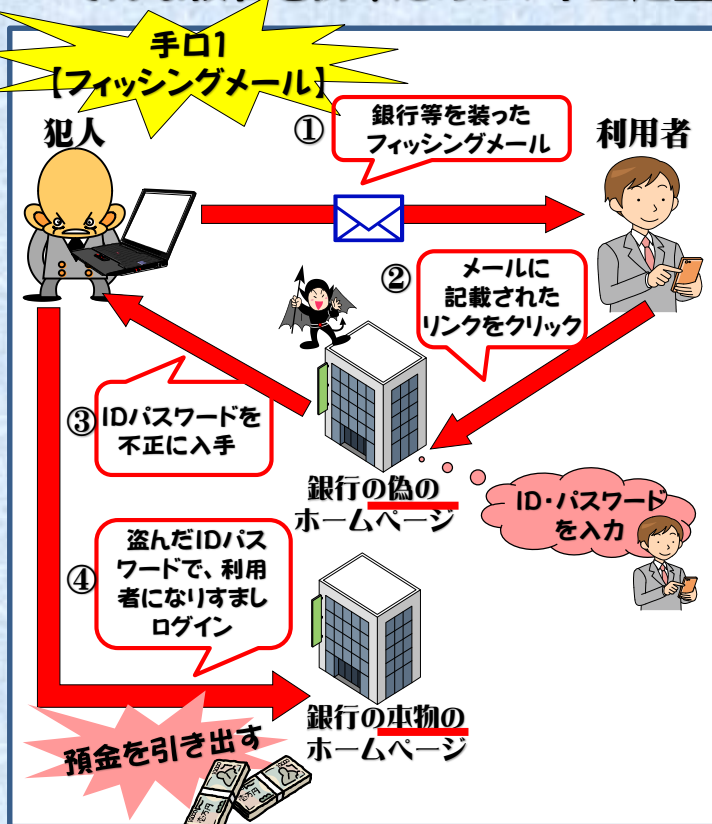 手口1
【フィッシングメール】
犯人
①
銀行等を装った
フィッシングメール
利用者
②
メールに
記載された
リンクをクリック
③
IDパスワードを
不正に入手
銀行の偽の
ホームページ
ID・パスワード
を入力
④
盗んだIDパス
ワードで、利用
者になりすまし
ログイン
銀行の本物の
ホームページ
預金を引き出す